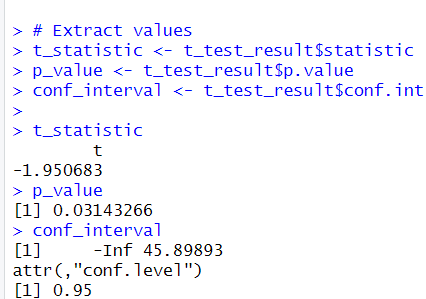 > # Extract values
> t_statistic <- t_test_result$statistic
> p_value <- t_test_result$p.value
> conf_interval <- t_test_result$conf.int
>
> t_statistic
        t
-1.950683
> p_value
[1] 0.03143266
> conf_interval
[1]     -Inf 45.89893
attr(,"conf.level")
[1] 0.95